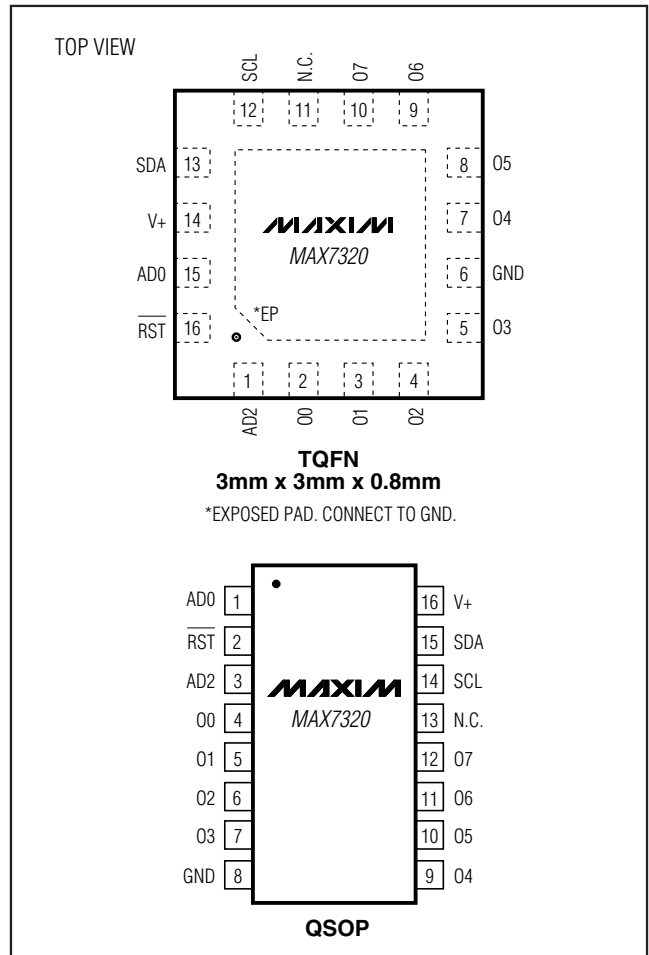 TOP VIEW
SCL N.C. O7 O6
12 11 10 9
SDA 13 8 O5
V+ 14 7 O4
MAXIM
MAX7320
AD0 15 6 GND
*EP
RST 16 5 O3
1 2 3 4
AD2 O0 O1 O2
TQFN
3mm x 3mm x 0.8mm
*EXPOSED PAD. CONNECT TO GND.
AD0 1 16 V+
RST 2 15 SDA
AD2 3 MAXIM 14 SCL
O0 4 MAX7320 13 N.C.
O1 5 12 O7
O2 6 11 O6
O3 7 10 O5
GND 8 9 O4
QSOP